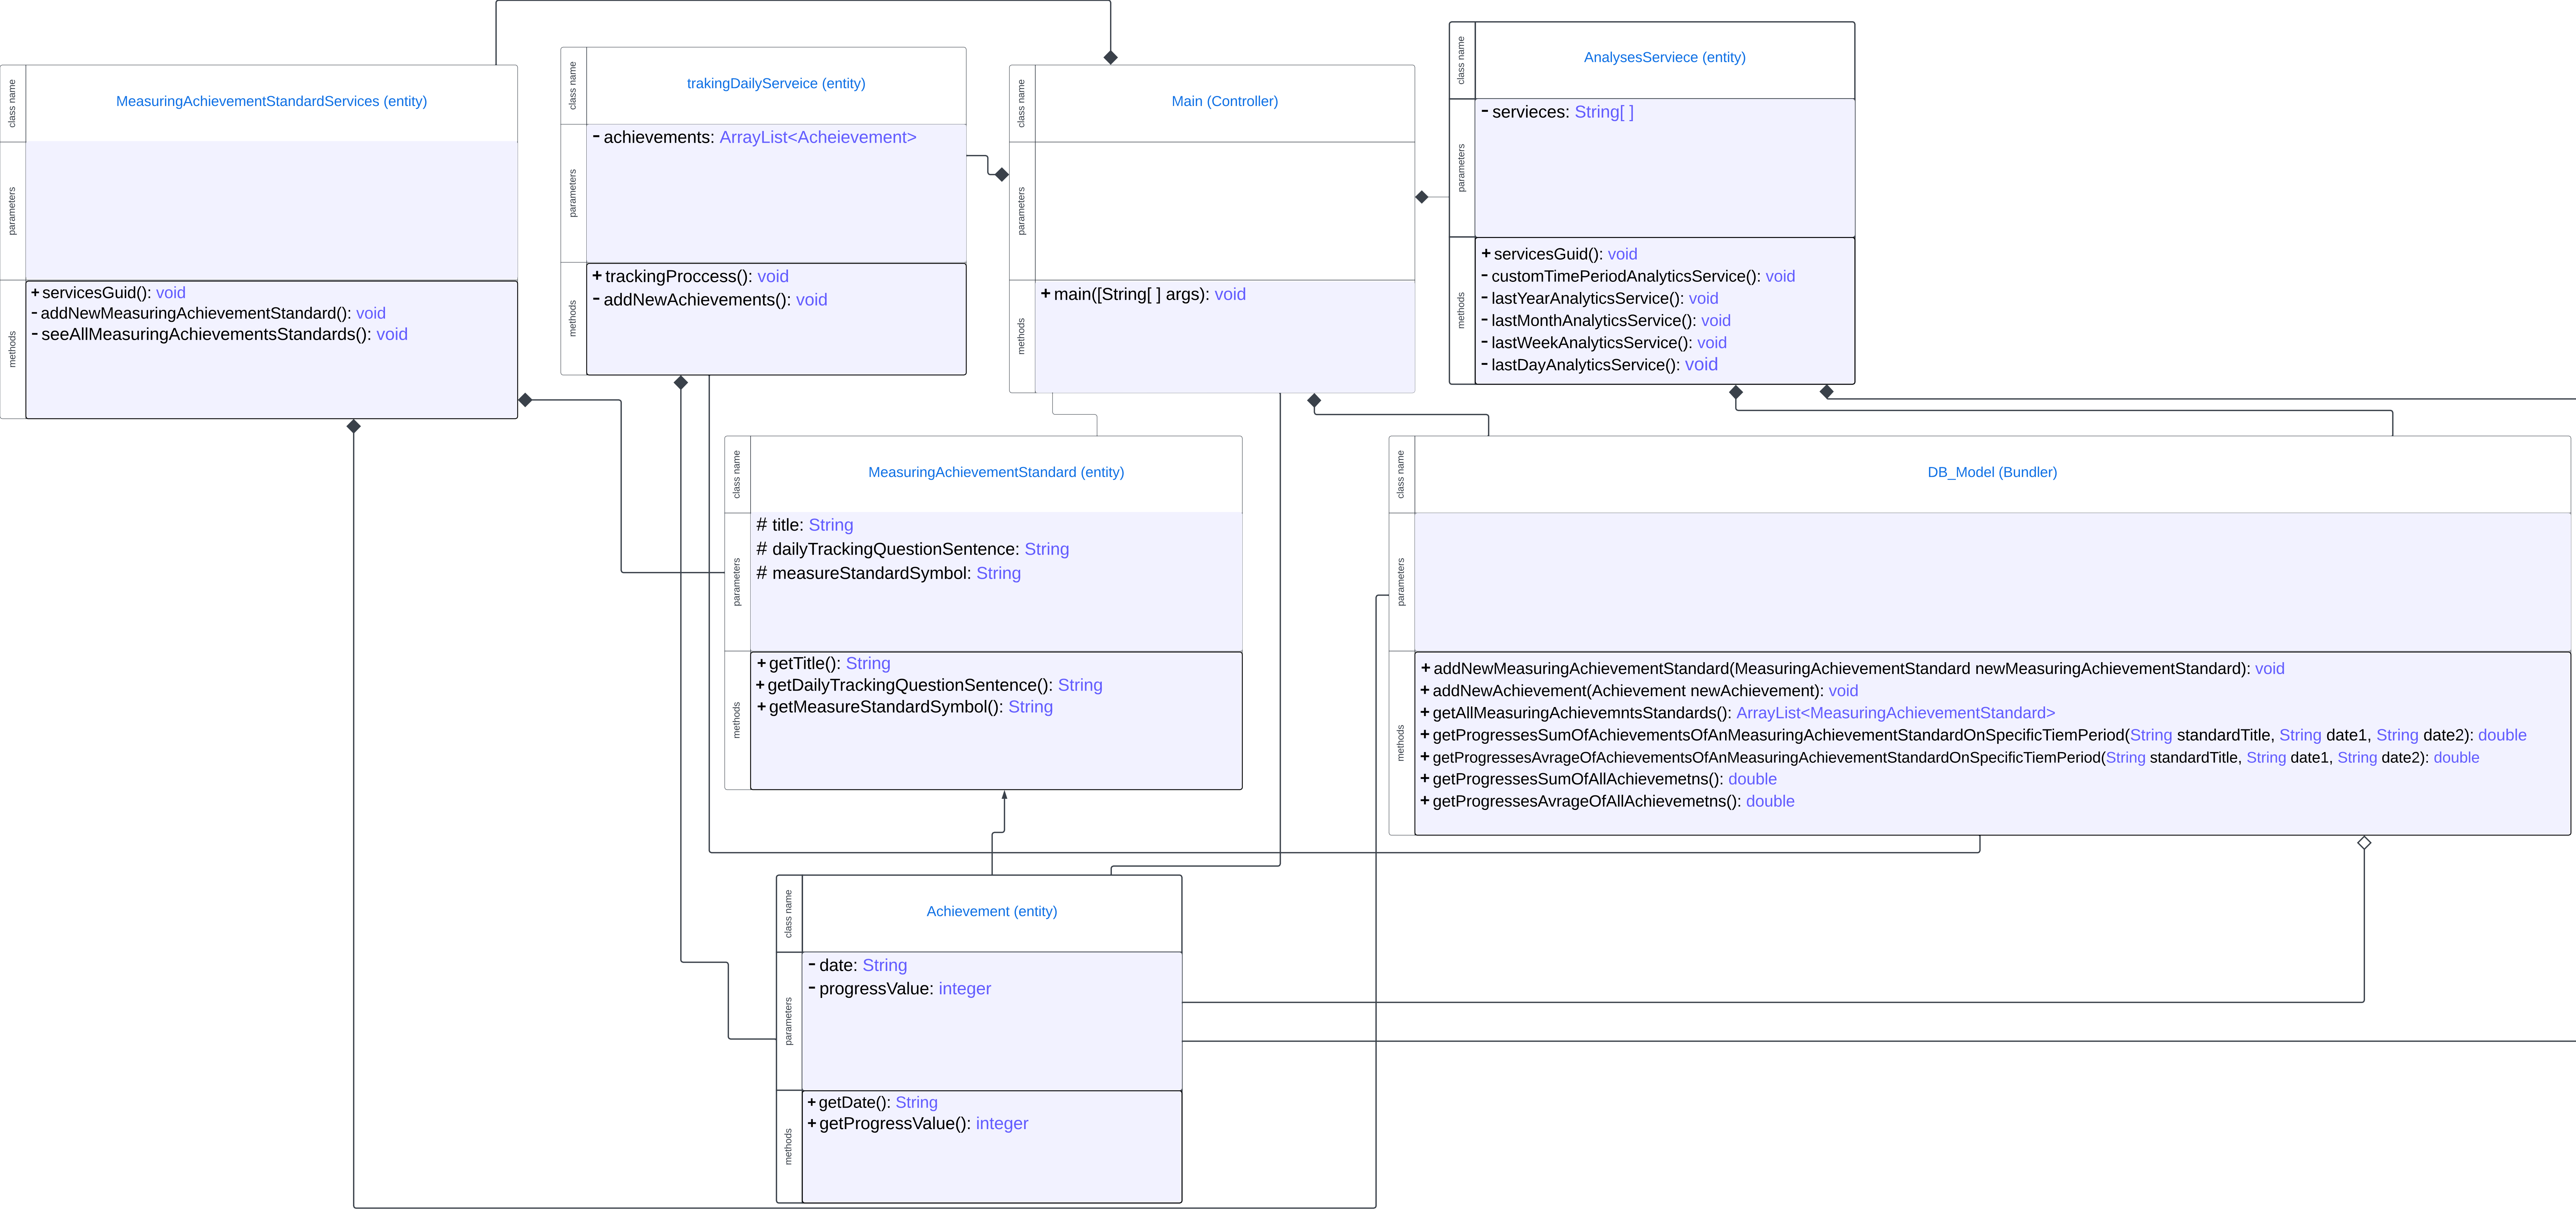 MeasuringAchievementStandardServices (entity)
class name
parameters
methods
+ servicesGuid(): void
- addNewMeasuringAchievementStandard(): void
- seeAllMeasuringAchievementsStandards(): void
trakingDailyServeice (entity)
class name
parameters
methods
- achievements: ArrayList<Acheievement>
+ trackingProccess(): void
- addNewAchievements(): void
Main (Controller)
class name
parameters
methods
+ main([String[ ] args): void
AnalysesServiece (entity)
class name
parameters
methods
- servieces: String[ ]
+ servicesGuid(): void
- customTimePeriodAnalyticsService(): void
- lastYearAnalyticsService(): void
- lastMonthAnalyticsService(): void
- lastWeekAnalyticsService(): void
- lastDayAnalyticsService(): void
MeasuringAchievementStandard (entity)
class name
parameters
methods
# title: String
# dailyTrackingQuestionSentence: String
# measureStandardSymbol: String
+ getTitle(): String
+ getDailyTrackingQuestionSentence(): String
+ getMeasureStandardSymbol(): String
DB_Model (Bundler)
class name
parameters
methods
+ addNewMeasuringAchievementStandard(MeasuringAchievementStandard newMeasuringAchievementStandard): void
+ addNewAchievement(Achievement newAchievement): void
+ getAllMeasuringAchievemntsStandards(): ArrayList<MeasuringAchievementStandard>
+ getProgressesSumOfAchievementsOfAnMeasuringAchievementStandardOnSpecificTiemPeriod(String standardTitle, String date1, String date2): double
+ getProgressesAvrageOfAchievementsOfAnMeasuringAchievementStandardOnSpecificTiemPeriod(String standardTitle, String date1, String date2): double
+ getProgressesSumOfAllAchievemetns(): double
+ getProgressesAvrageOfAllAchievemetns(): double
Achievement (entity)
class name
parameters
methods
- date: String
- progressValue: integer
+ getDate(): String
+ getProgressValue(): integer